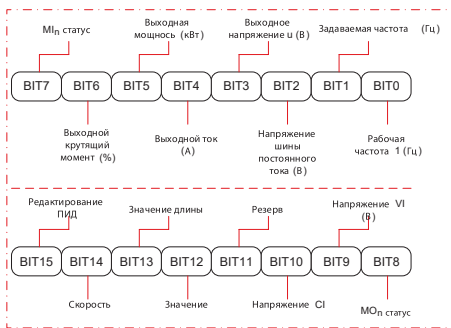 MIn статус
Выходная
мощнось (кВт)
Выходное
напряжение u (В)
Задаваемая частота (Гц)
BIT7 BIT6 BIT5 BIT4 BIT3 BIT2 BIT1 BIT0
Выходной
крутящий
момент (%)
Выходной ток
(А)
Напряжение
шины
постоянного
тока (В)
Рабочая
частота 1 (Гц)
Редактирование
ПИД
Значение длины
Резерв
Напряжение VI
(В)
BIT15 BIT14 BIT13 BIT12 BIT11 BIT10 BIT9 BIT8
Скорость
Значение
Напряжение CI
MOn статус